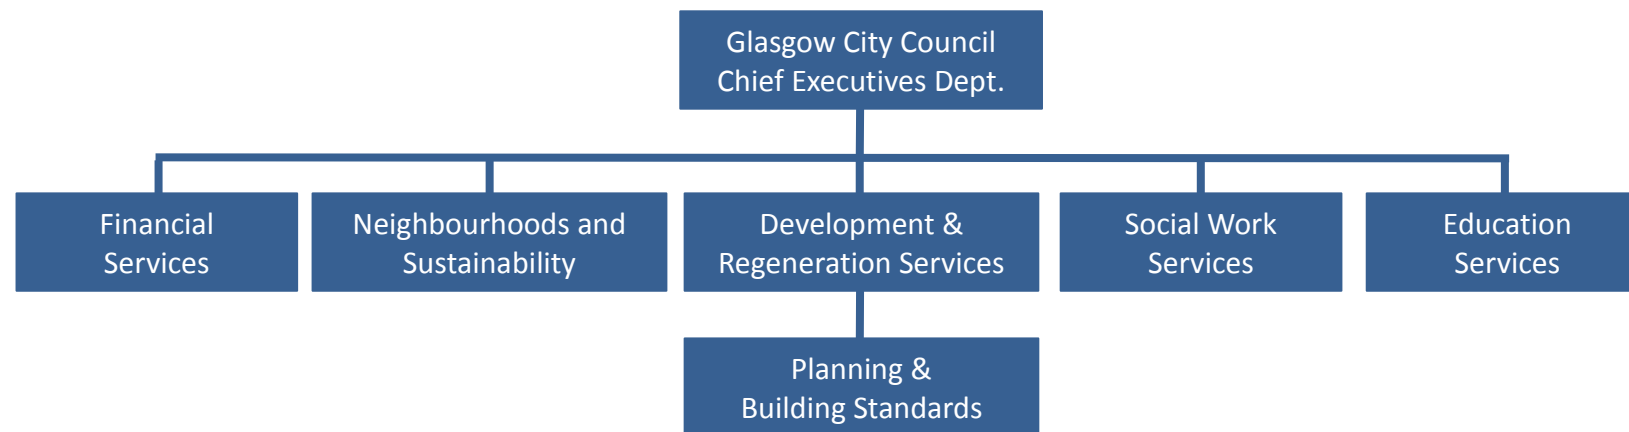 Glasgow City Council
Chief Executives Dept.
Financial
Services
Neighbourhoods and
Sustainability
Development &
Regeneration Services
Social Work
Services
Education
Services
Planning &
Building Standards